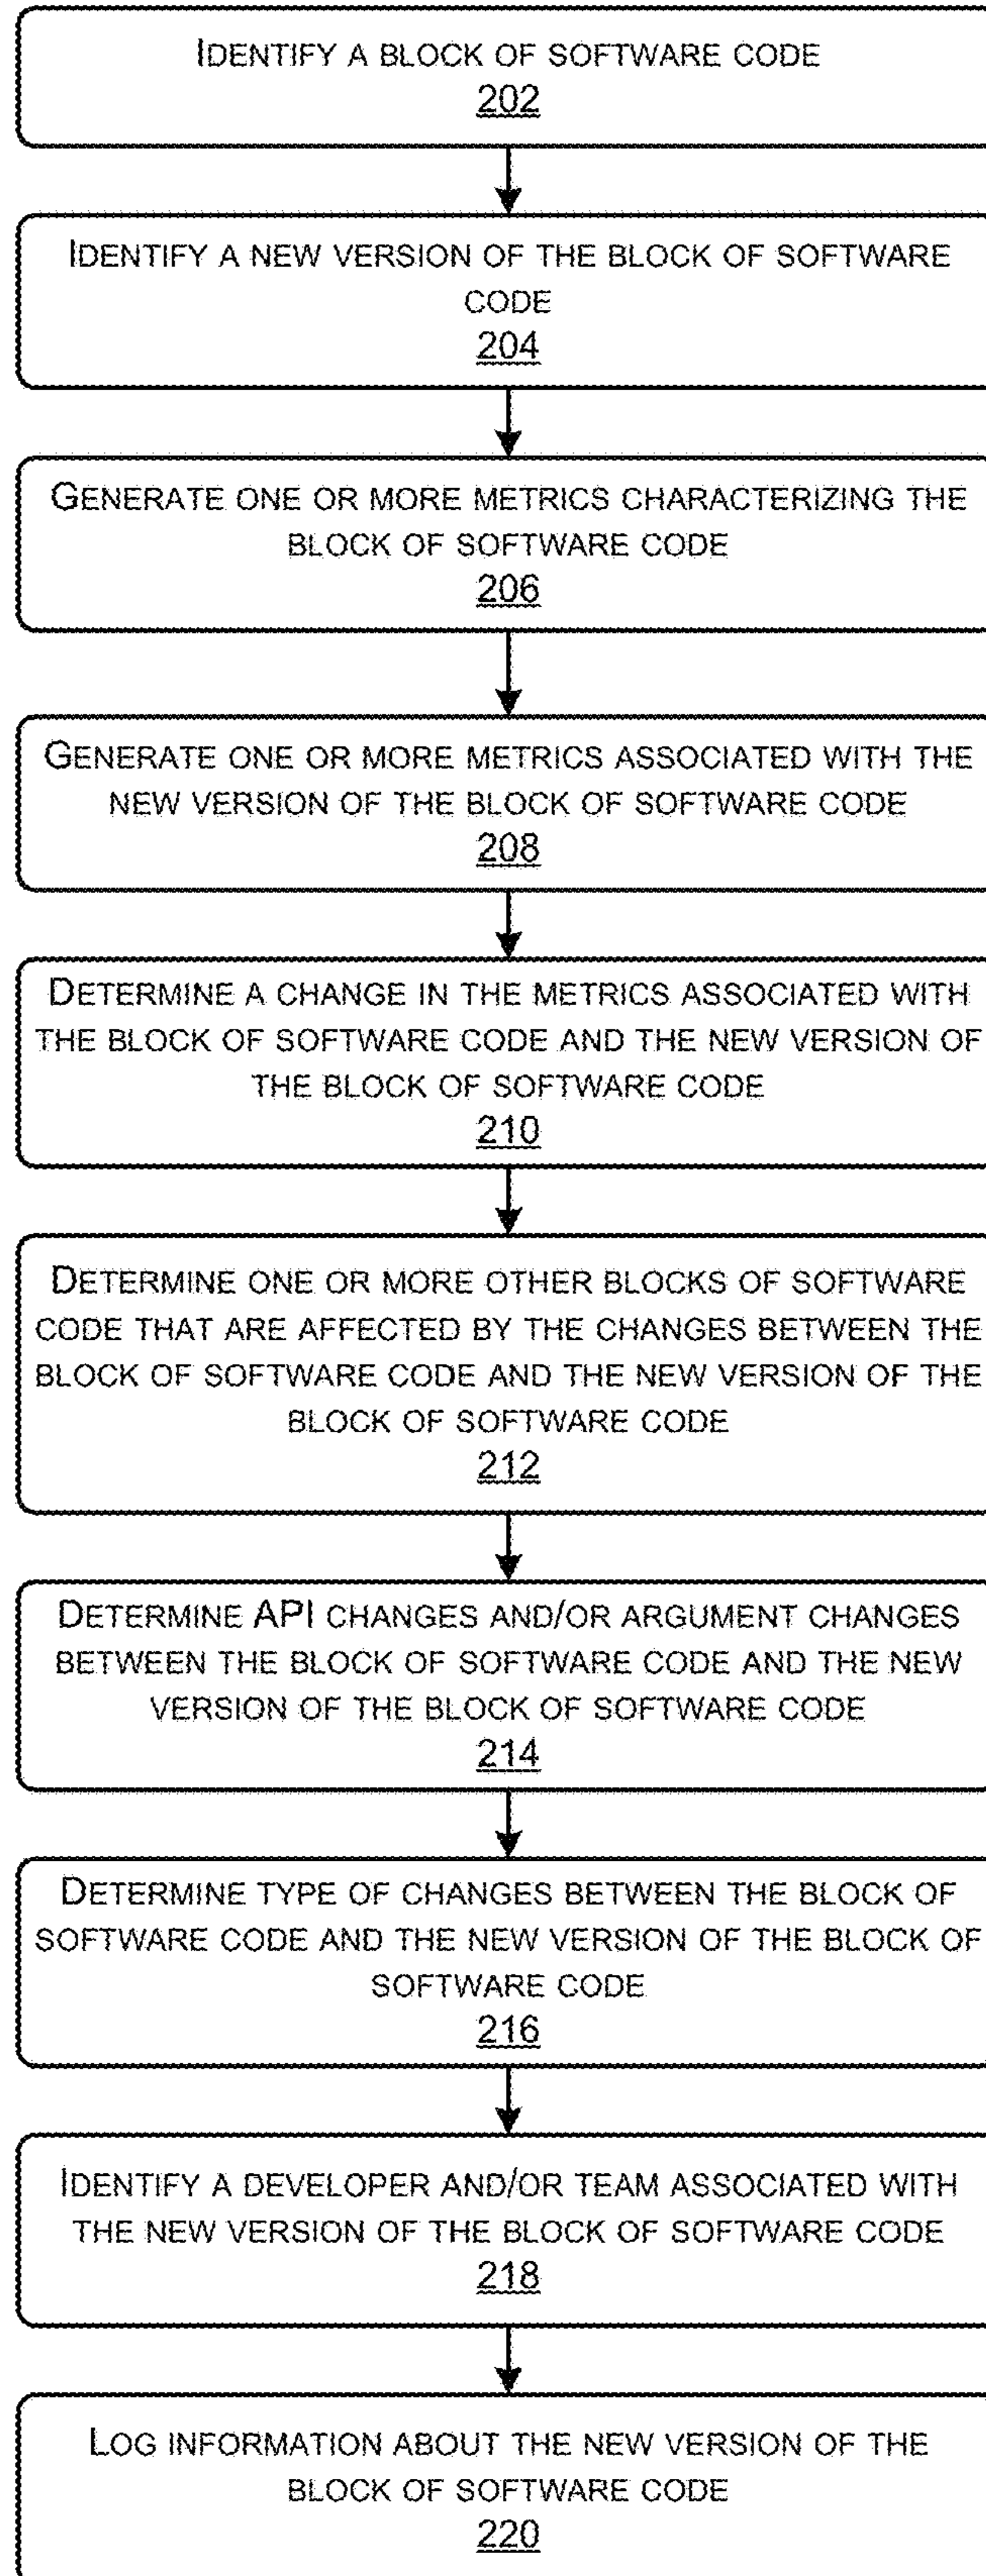 IDENTIFY A BLOCK OF SOFTWARE CODE
202
IDENTIFY A NEW VERSION OF THE BLOCK OF SOFTWARE
CODE
204
GENERATE ONE OR MORE METRICS CHARACTERIZING THE
BLOCK OF SOFTWARE CODE
206
GENERATE ONE OR MORE METRICS ASSOCIATED WITH THE
NEW VERSION OF THE BLOCK OF SOFTWARE CODE
208
DETERMINE A CHANGE IN THE METRICS ASSOCIATED WITH
THE BLOCK OF SOFTWARE CODE AND THE NEW VERSION OF
THE BLOCK OF SOFTWARE CODE
210
DETERMINE ONE OR MORE OTHER BLOCKS OF SOFTWARE
CODE THAT ARE AFFECTED BY THE CHANGES BETWEEN THE
BLOCK OF SOFTWARE CODE AND THE NEW VERSION OF THE
BLOCK OF SOFTWARE CODE
212
DETERMINE API CHANGES AND/OR ARGUMENT CHANGES
BETWEEN THE BLOCK OF SOFTWARE CODE AND THE NEW
VERSION OF THE BLOCK OF SOFTWARE CODE
214
DETERMINE TYPE OF CHANGES BETWEEN THE BLOCK OF
SOFTWARE CODE AND THE NEW VERSION OF THE BLOCK OF
SOFTWARE CODE
216
IDENTIFY A DEVELOPER AND/OR TEAM ASSOCIATED WITH
THE NEW VERSION OF THE BLOCK OF SOFTWARE CODE
218
LOG INFORMATION ABOUT THE NEW VERSION OF THE
BLOCK OF SOFTWARE CODE
220